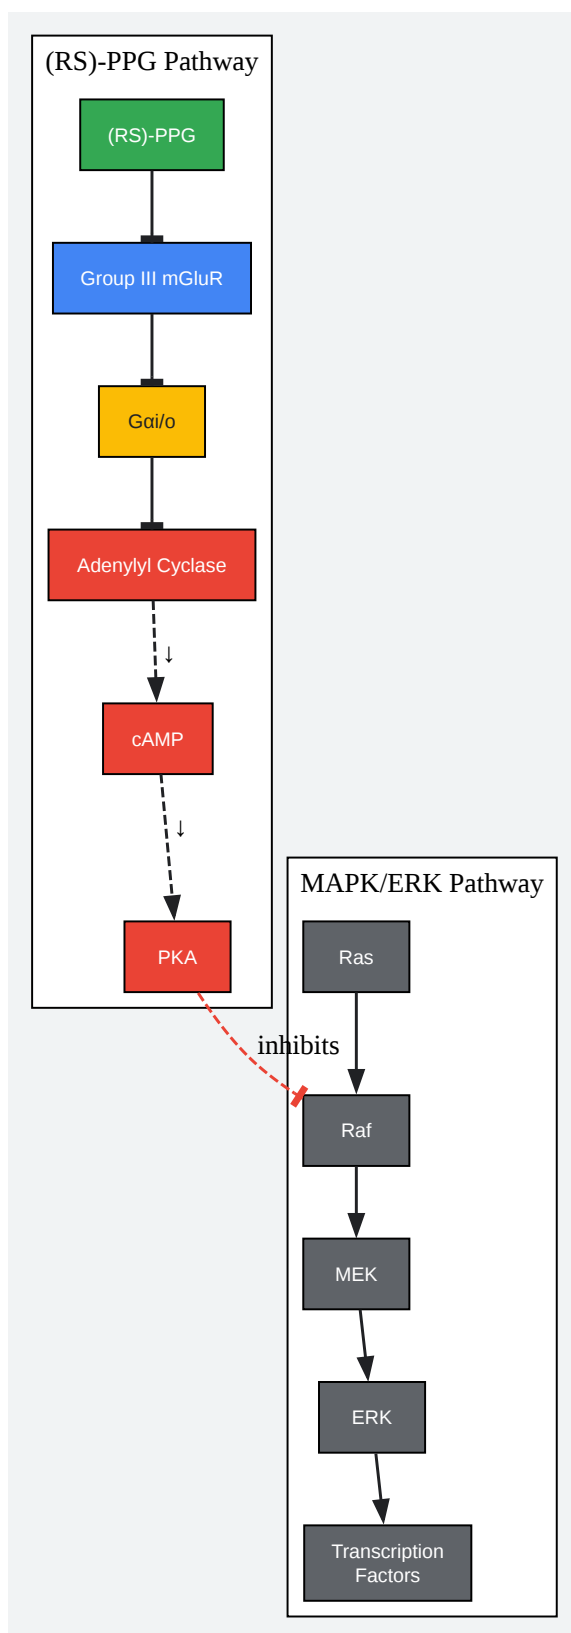 (RS)-PPG Pathway
(RS)-PPG
Group III mGluR
Gαi/o
Adenylyl Cyclase
↓
cAMP
↓
PKA
inhibits
MAPK/ERK Pathway
Ras
Raf
MEK
ERK
Transcription
Factors